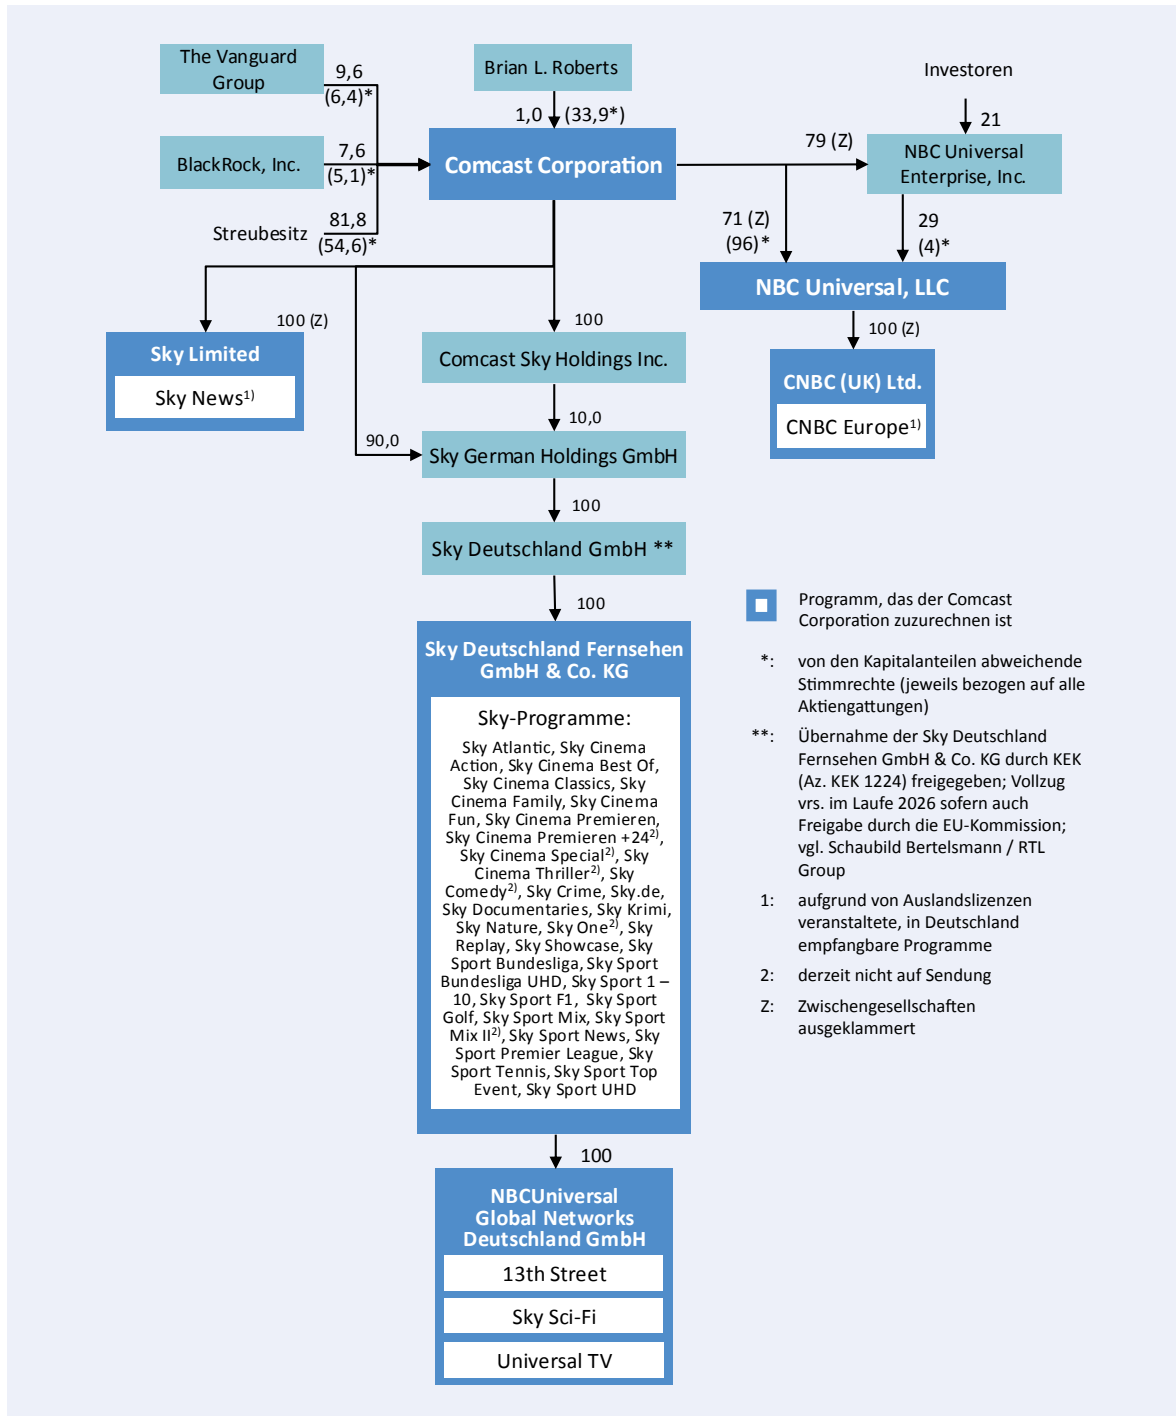 The Vanguard
Group
9,6
(6,4)*
Brian L. Roberts
1,0 (33,9*)
Investoren
21
BlackRock, Inc.
7,6
(5,1)*
Comcast Corporation
79 (Z)
NBC Universal
Enterprise, Inc.
Streubesitz
81,8
(54,6)*
71 (Z)
(96)*
29
(4)*
NBC Universal, LLC
100 (Z)
Sky Limited
Sky News1)
100
Comcast Sky Holdings Inc.
100 (Z)
CNBC (UK) Ltd.
CNBC Europe1)
10,0
90,0
Sky German Holdings GmbH
100
Sky Deutschland GmbH **
100
Sky Deutschland Fernsehen
GmbH & Co. KG
Sky-Programme:
Sky Atlantic, Sky Cinema
Action, Sky Cinema Best Of,
Sky Cinema Classics, Sky
Cinema Family, Sky Cinema
Fun, Sky Cinema Premieren,
Sky Cinema Premieren +242),
Sky Cinema Special2), Sky
Cinema Thriller2), Sky
Comedy2), Sky Crime, Sky.de,
Sky Documentaries, Sky Krimi,
Sky Nature, Sky One2), Sky
Replay, Sky Showcase, Sky
Sport Bundesliga, Sky Sport
Bundesliga UHD, Sky Sport 1 –
10, Sky Sport F1, Sky Sport
Golf, Sky Sport Mix, Sky Sport
Mix II2), Sky Sport News, Sky
Sport Premier League, Sky
Sport Tennis, Sky Sport Top
Event, Sky Sport UHD
100
NBCUniversal
Global Networks
Deutschland GmbH
13th Street
Sky Sci-Fi
Universal TV
Programm, das der Comcast
Corporation zuzurechnen ist
*: von den Kapitalanteilen abweichende
Stimmrechte (jeweils bezogen auf alle
Aktiengattungen)
**: Übernahme der Sky Deutschland
Fernsehen GmbH & Co. KG durch KEK
(Az. KEK 1224) freigegeben; Vollzug
vrs. im Laufe 2026 sofern auch
Freigabe durch die EU-Kommission;
vgl. Schaubild Bertelsmann / RTL
Group
1: aufgrund von Auslandslizenzen
veranstaltete, in Deutschland
empfangbare Programme
2: derzeit nicht auf Sendung
Z: Zwischengesellschaften
ausgeklammert